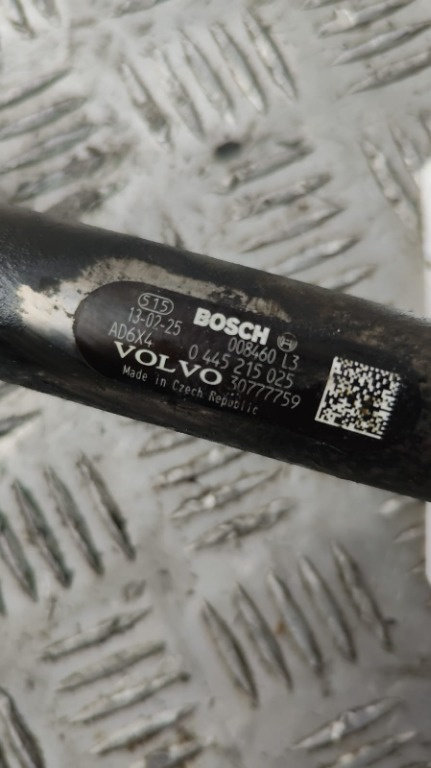 515
13-02-25 BOSCH
AD6X4 008460 L3
0 445 215 025
VOLVO 30777759
Made in Czech Republic